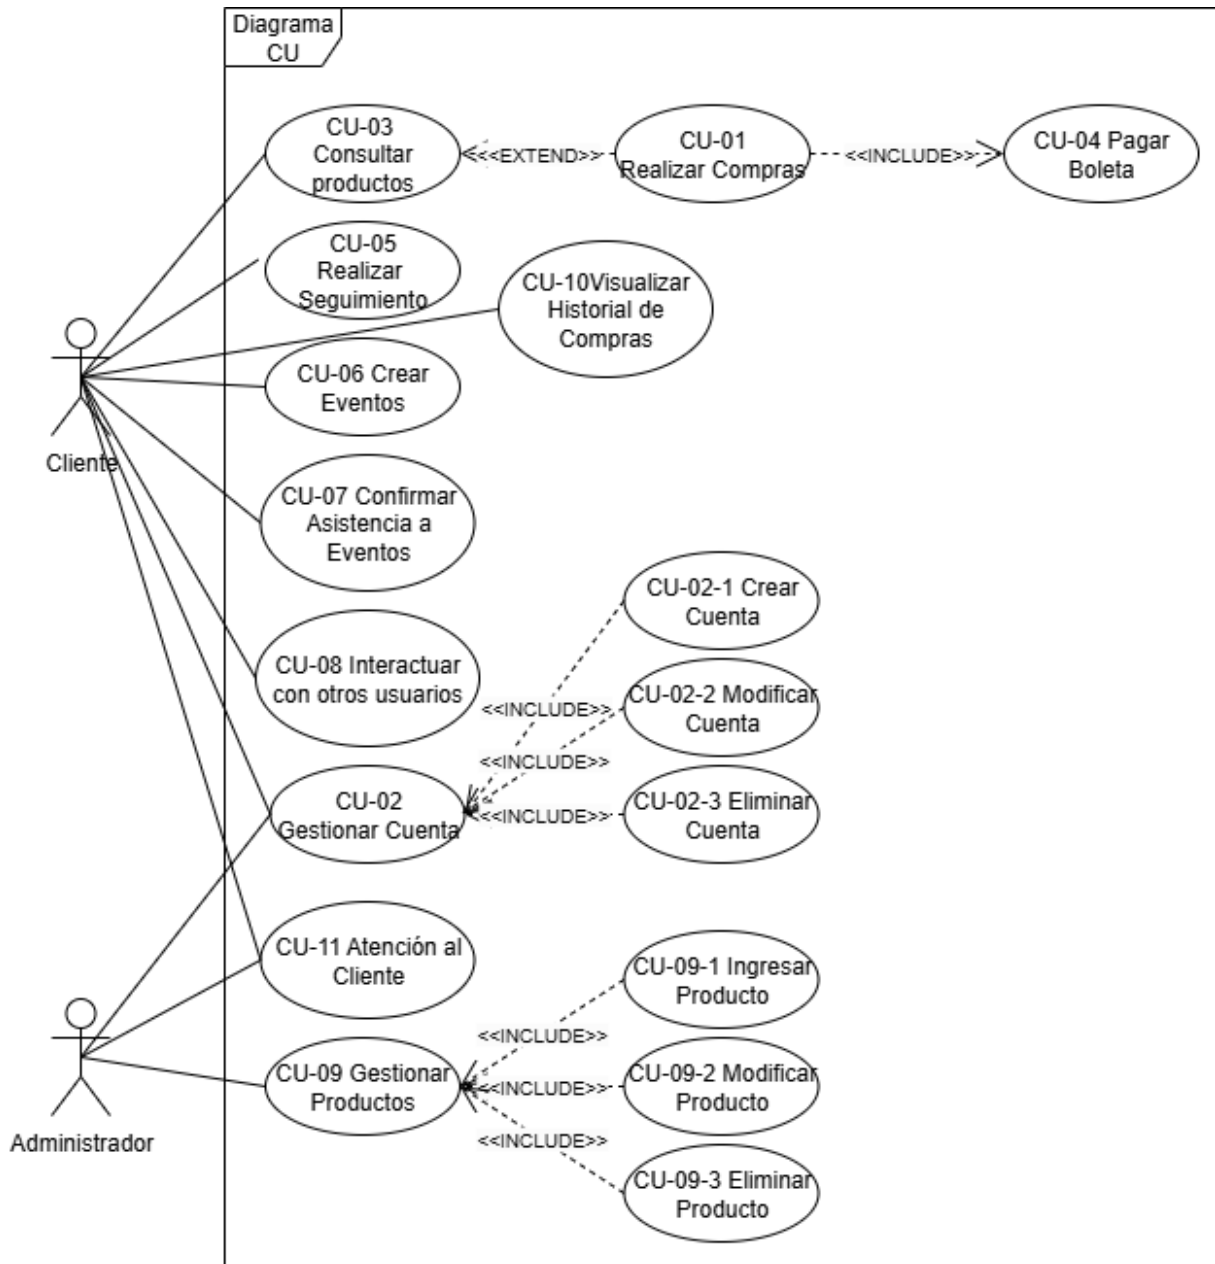 Diagrama
CU
CU-03
Consultar
productos
<<<EXTEND>>
CU-01
Realizar Compras
<<INCLUDE>>
CU-04 Pagar
Boleta
CU-05
Realizar
Seguimiento
CU-10Visualizar
Historial de
Compras
CU-06 Crear
Eventos
Cliente
CU-07 Confirmar
Asistencia a
Eventos
CU-02-1 Crear
Cuenta
CU-08 Interactuar
con otros usuarios
<<INCLUDE>>
CU-02-2 Modificar
Cuenta
<<INCLUDE>>
CU-02
Gestionar Cuenta
<<INCLUDE>>
CU-02-3 Eliminar
Cuenta
CU-11 Atención al
Cliente
CU-09-1 Ingresar
Producto
<<INCLUDE>>
Administrador
CU-09 Gestionar
Productos
<<INCLUDE>>
CU-09-2 Modificar
Producto
<<INCLUDE>>
CU-09-3 Eliminar
Producto